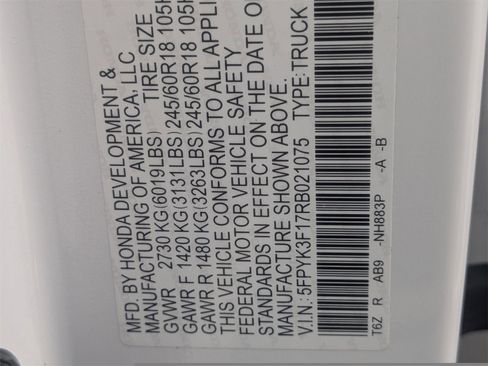 MFD. BY HONDA DEVELOPMENT &
MANUFACTURING OF AMERICA, LLC
TIRE SIZE
GVWR 2730 KG(6019LBS)
GAWR F 1420 KG(3131LBS) 245/60R18 105H
GAWR R 1480 KG(3263LBS) 245/60R18 105H
THIS VEHICLE CONFORMS TO ALL APPLI
FEDERAL MOTOR VEHICLE SAFETY
STANDARDS IN EFFECT ON THE DATE O
MANUFACTURE SHOWN ABOVE.
V.I.N.: 5FPYK3F17RB021075 TYPE: TRUCK
T6Z R AB9 -NH883P -A -B